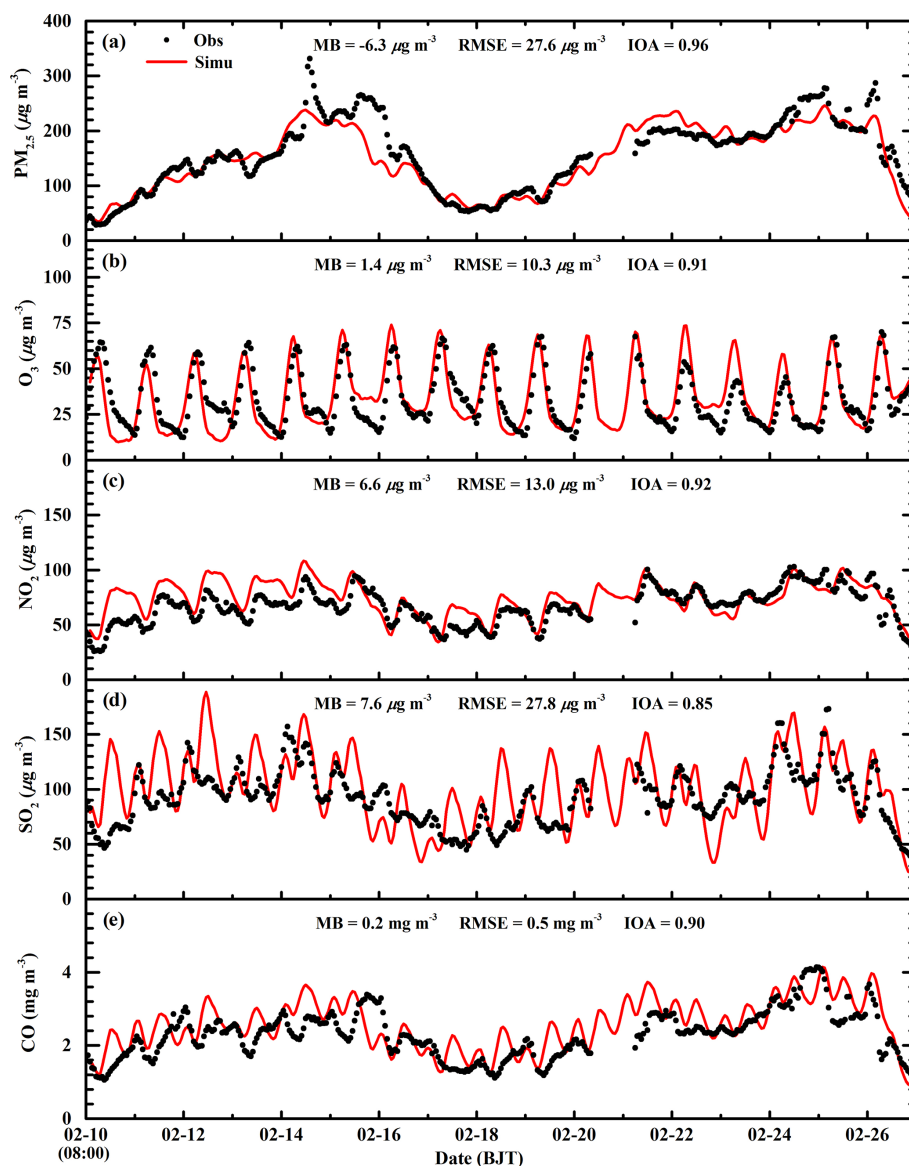 (a)
Obs
Simu
MB = -6.3 μg m⁻³ RMSE = 27.6 μg m⁻³ IOA = 0.96
400
300
200
100
0
PM₂.₅ (μg m⁻³)
(b)
MB = 1.4 μg m⁻³ RMSE = 10.3 μg m⁻³ IOA = 0.91
100
75
50
25
0
O₃ (μg m⁻³)
(c)
MB = 6.6 μg m⁻³ RMSE = 13.0 μg m⁻³ IOA = 0.92
150
100
50
0
NO₂ (μg m⁻³)
(d)
MB = 7.6 μg m⁻³ RMSE = 27.8 μg m⁻³ IOA = 0.85
150
100
50
0
SO₂ (μg m⁻³)
(e)
MB = 0.2 mg m⁻³ RMSE = 0.5 mg m⁻³ IOA = 0.90
4
2
0
CO (mg m⁻³)
02-10 02-12 02-14 02-16 02-18 02-20 02-22 02-24 02-26
(08:00)
Date (BJT)